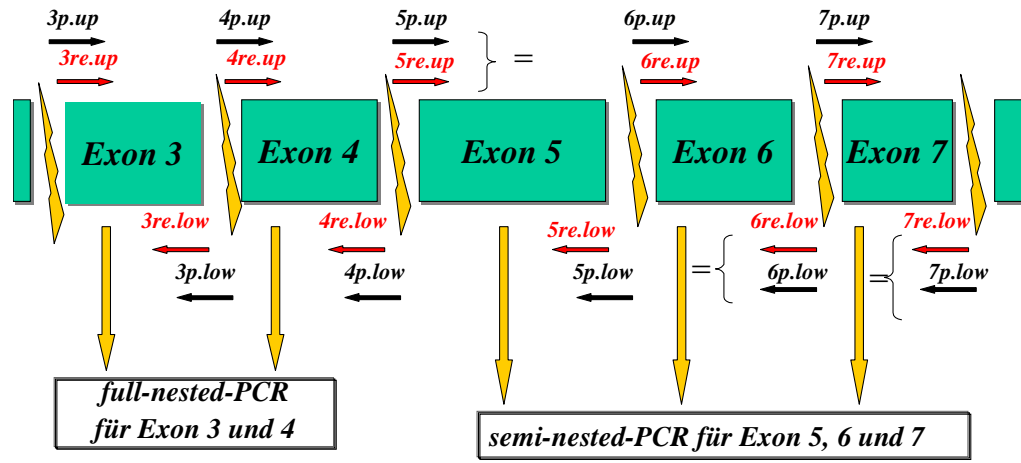 3p.up 4p.up 5p.up 6p.up 7p.up
3re.up 4re.up 5re.up } = 6re.up 7re.up
Exon 3 Exon 4 Exon 5 Exon 6 Exon 7
3re.low 4re.low 5re.low 6re.low 7re.low
3p.low 4p.low 5p.low = { 6p.low = { 7p.low
full-nested-PCR
für Exon 3 und 4
semi-nested-PCR für Exon 5, 6 und 7